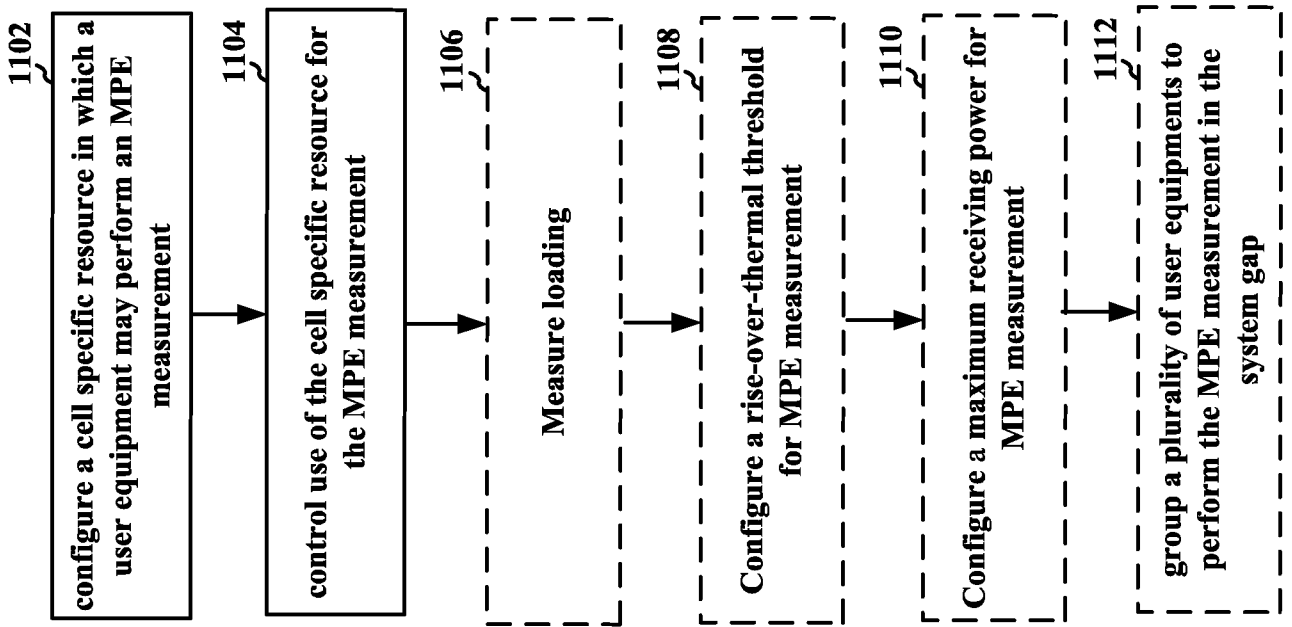 1102
configure a cell specific resource in which a
user equipment may perform an MPE
measurement
1104
control use of the cell specific resource for
the MPE measurement
1106
Measure loading
1108
Configure a rise-over-thermal threshold
for MPE measurement
1110
Configure a maximum receiving power for
MPE measurement
1112
group a plurality of user equipments to
perform the MPE measurement in the
system gap